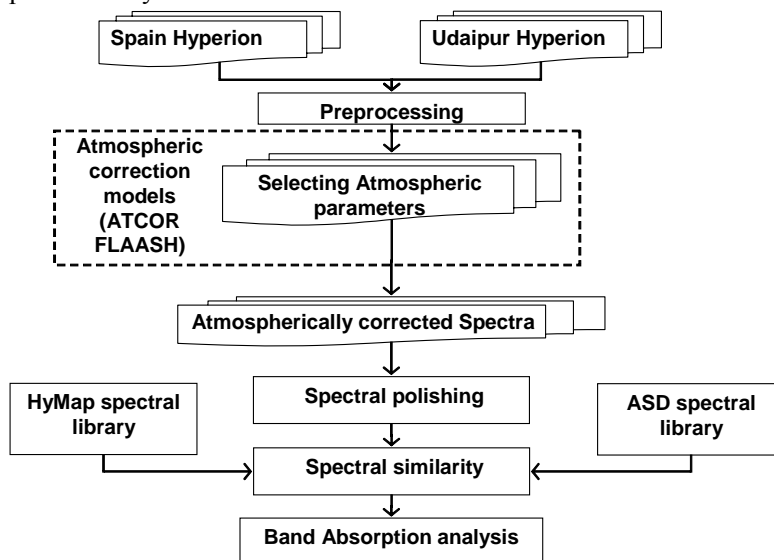 Spain Hyperion
Udaipur Hyperion
Preprocessing
Atmospheric
correction
models
(ATCOR
FLAASH)
Selecting Atmospheric
parameters
Atmospherically corrected Spectra
Spectral polishing
HyMap spectral
library
ASD spectral
library
Spectral similarity
Band Absorption analysis